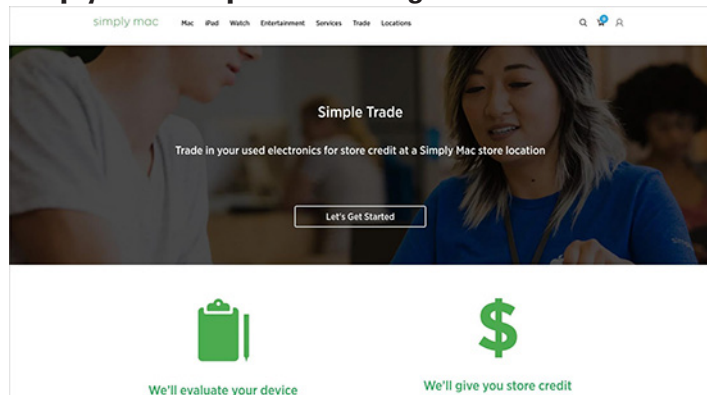 simply mac Mac iPad Watch Entertainment Services Trade Locations
Simple Trade
Trade in your used electronics for store credit at a Simply Mac store location
Let's Get Started
We'll evaluate your device
We'll give you store credit